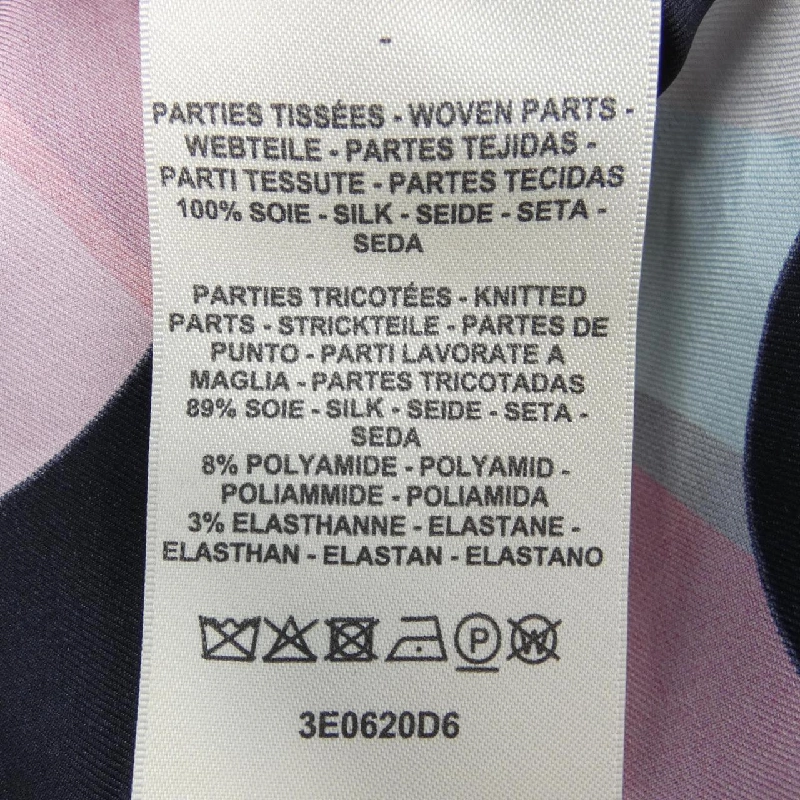 -
PARTIES TISSÉES - WOVEN PARTS -
WEBTEILE - PARTES TEJIDAS -
PARTI TESSUTE - PARTES TECIDAS
100% SOIE - SILK - SEIDE - SETA -
SEDA
PARTIES TRICOTÉES - KNITTED
PARTS - STRICKTEILE - PARTES DE
PUNTO - PARTI LAVORATE A
MAGLIA - PARTES TRICOTADAS
89% SOIE - SILK - SEIDE - SETA -
SEDA
8% POLYAMIDE - POLYAMID -
POLIAMMIDE - POLIAMIDA
3% ELASTHANNE - ELASTANE -
ELASTHAN - ELASTAN - ELASTANO
P W
3E0620D6